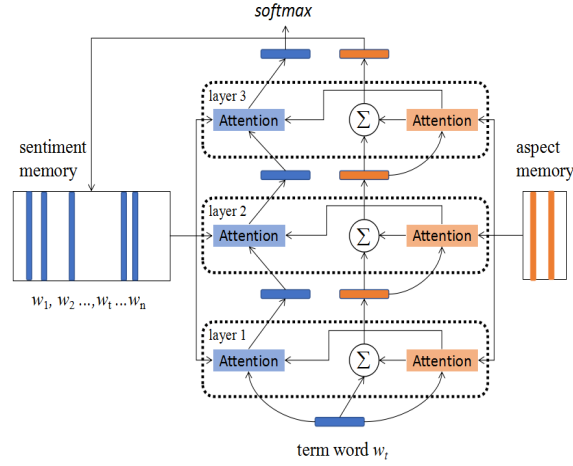 softmax
layer 3
Attention
∑
Attention
sentiment
memory
aspect
memory
layer 2
Attention
∑
Attention
w1, w2 ...,wt ...wn
layer 1
Attention
∑
Attention
term word wt